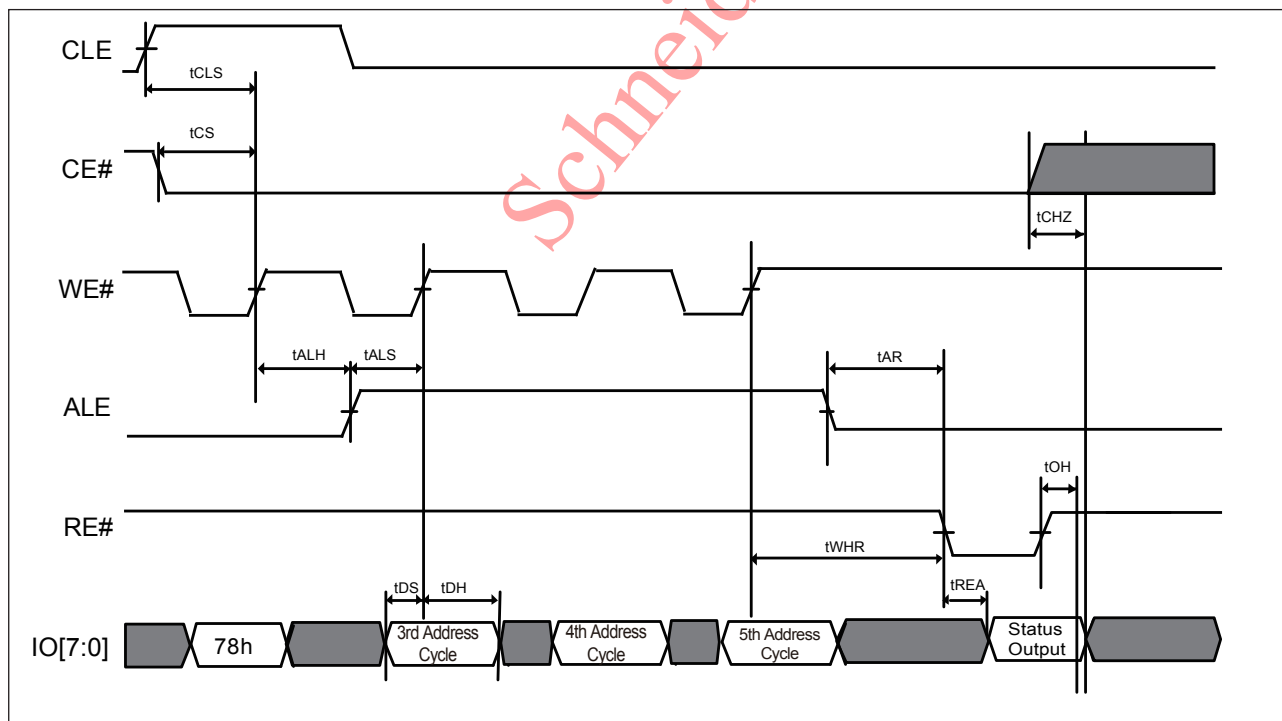 Schneid
CLE
tCLS
tCS
CE#
tCHZ
WE#
tALH
tALS
tAR
ALE
tOH
RE#
tWHR
tDS
tDH
tREA
IO[7:0]
78h
3rd Address
Cycle
4th Address
Cycle
5th Address
Cycle
Status
Output